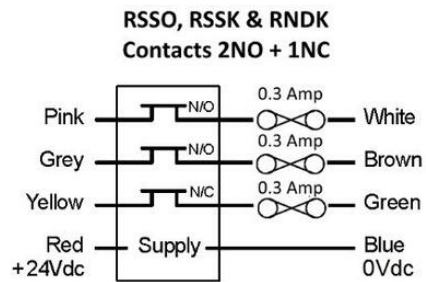 RSSO, RSSK & RNDK
Contacts 2NO + 1NC
0.3 Amp
Pink N/O White
0.3 Amp
Grey N/O Brown
0.3 Amp
Yellow N/C Green
Red Supply Blue
+24Vdc 0Vdc